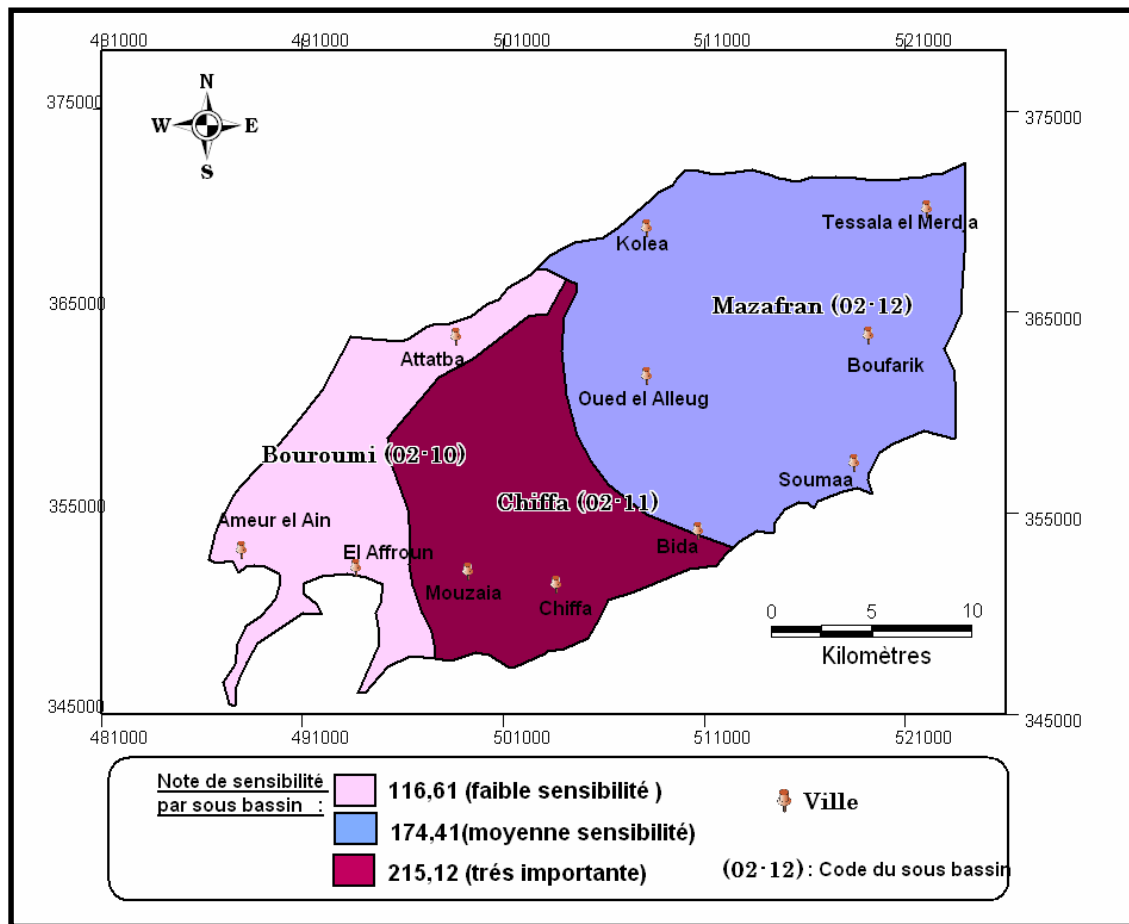 481000 491000 501000 511000 521000
375000 375000
N
W E
S
Tessala el Merdja
Kolea
365000 365000
Mazafran (02-12)
Boufarik
Attatba
Oued el Alleug
Bouroumi (02-10)
Soumaa
Chiffa (02-11)
355000 355000
Ameur el Ain
Bida
El Affroun
Mouzaia
Chiffa
0 5 10
Kilomètres
345000 345000
481000 491000 501000 511000 521000
Note de sensibilité
par sous bassin :
116,61 (faible sensibilité )
174,41(moyenne sensibilité)
215,12 (trés importante)
Ville
(02-12) : Code du sous bassin